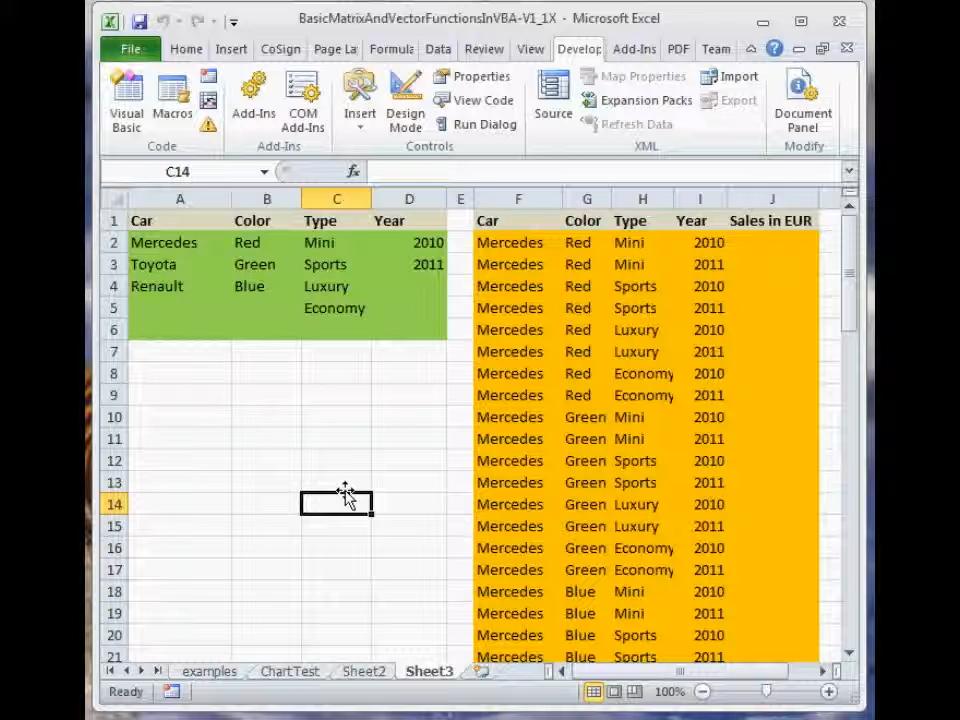 BasicMatrixAndVectorFunctionsInVBA-V1_1X - Microsoft Excel
File Home Insert CoSign Page La Formula Data Review View Develop Add-Ins PDF Team
Visual Basic Macros Add-Ins COM Add-Ins Insert Design Mode Properties View Code Run Dialog Source Map Properties Expansion Packs Refresh Data Import Export Document Panel
Code Add-Ins Controls XML Modify
C14 fx
A B C D E F G H I J
1 Car Color Type Year Car Color Type Year Sales in EUR
2 Mercedes Red Mini 2010 Mercedes Red Mini 2010
3 Toyota Green Sports 2011 Mercedes Red Mini 2011
4 Renault Blue Luxury Mercedes Red Sports 2010
5 Economy Mercedes Red Sports 2011
6 Mercedes Red Luxury 2010
7 Mercedes Red Luxury 2011
8 Mercedes Red Economy 2010
9 Mercedes Red Economy 2011
10 Mercedes Green Mini 2010
11 Mercedes Green Mini 2011
12 Mercedes Green Sports 2010
13 Mercedes Green Sports 2011
14 Mercedes Green Luxury 2010
15 Mercedes Green Luxury 2011
16 Mercedes Green Economy 2010
17 Mercedes Green Economy 2011
18 Mercedes Blue Mini 2010
19 Mercedes Blue Mini 2011
20 Mercedes Blue Sports 2010
21 Mercedes Blue Sports 2011
examples ChartTest Sheet2 Sheet3
Ready 100%